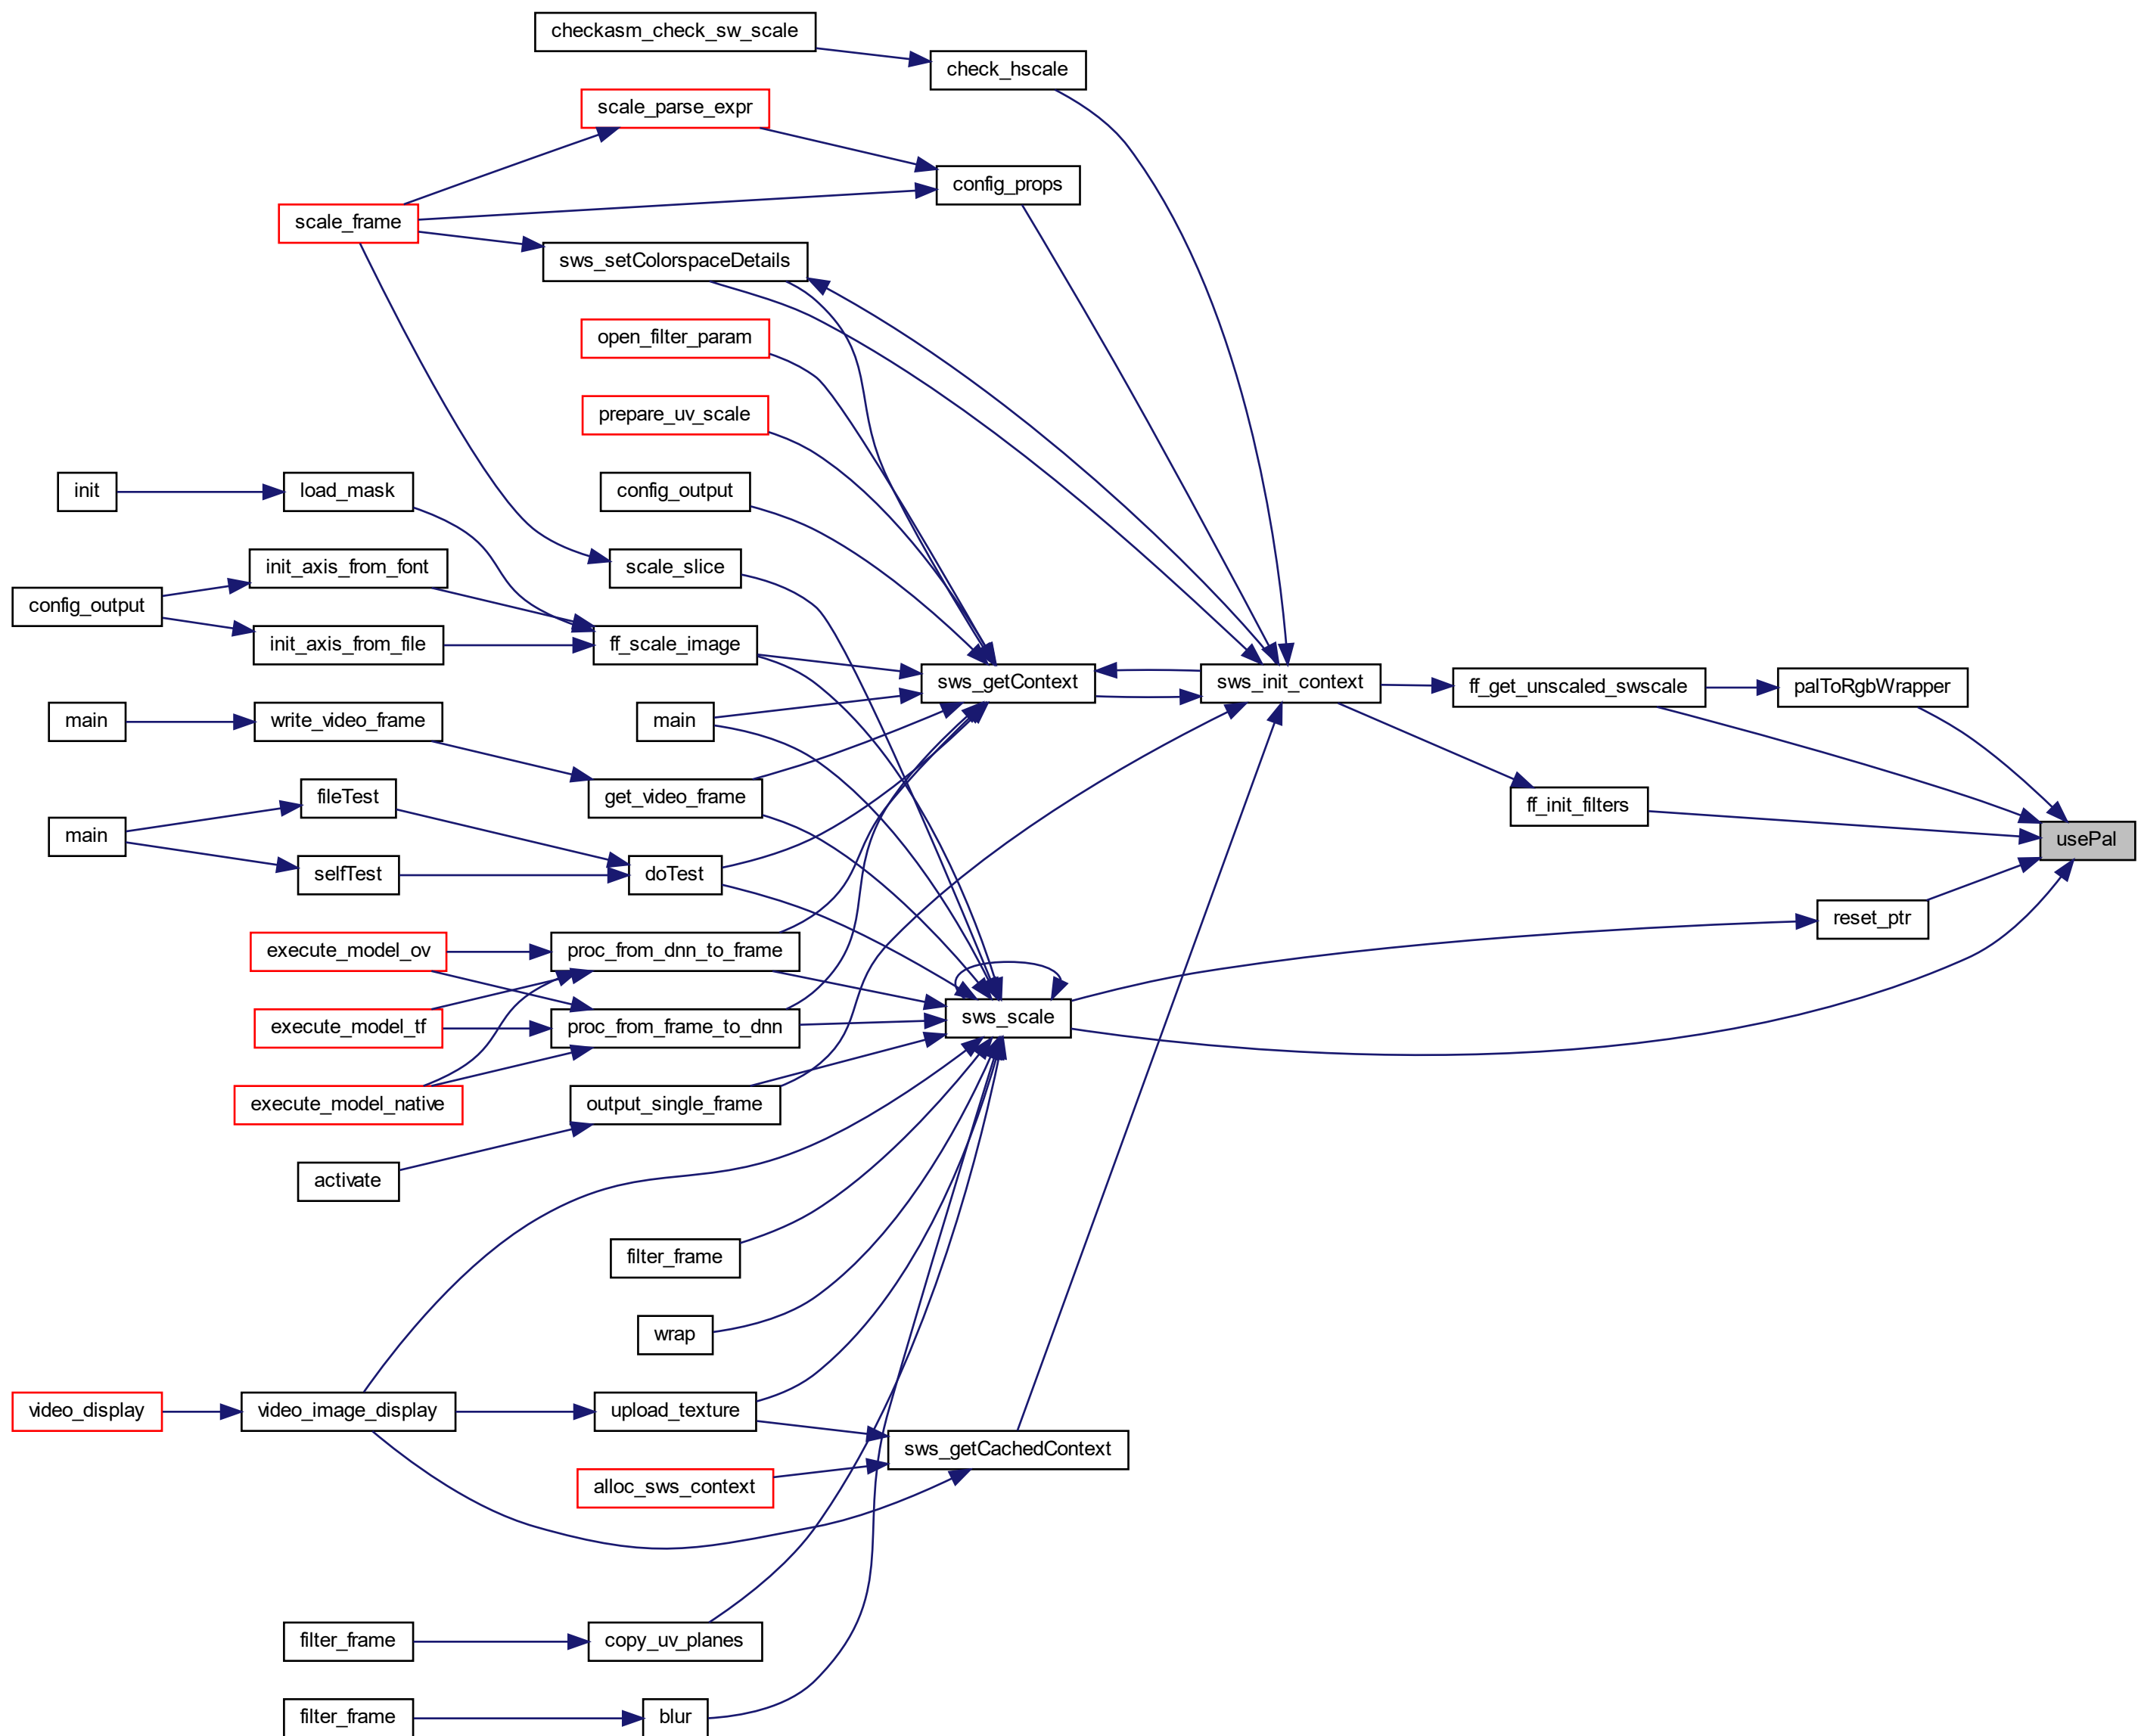 checkasm_check_sw_scale
check_hscale
scale_parse_expr
config_props
scale_frame
sws_setColorspaceDetails
open_filter_param
prepare_uv_scale
config_output
init
load_mask
init_axis_from_font
scale_slice
config_output
init_axis_from_file
ff_scale_image
sws_getContext
sws_init_context
ff_get_unscaled_swscale
palToRgbWrapper
main
write_video_frame
main
fileTest
get_video_frame
ff_init_filters
main
usePal
selfTest
doTest
reset_ptr
execute_model_ov
proc_from_dnn_to_frame
execute_model_tf
proc_from_frame_to_dnn
sws_scale
execute_model_native
output_single_frame
activate
filter_frame
wrap
video_display
video_image_display
upload_texture
sws_getCachedContext
alloc_sws_context
filter_frame
copy_uv_planes
filter_frame
blur